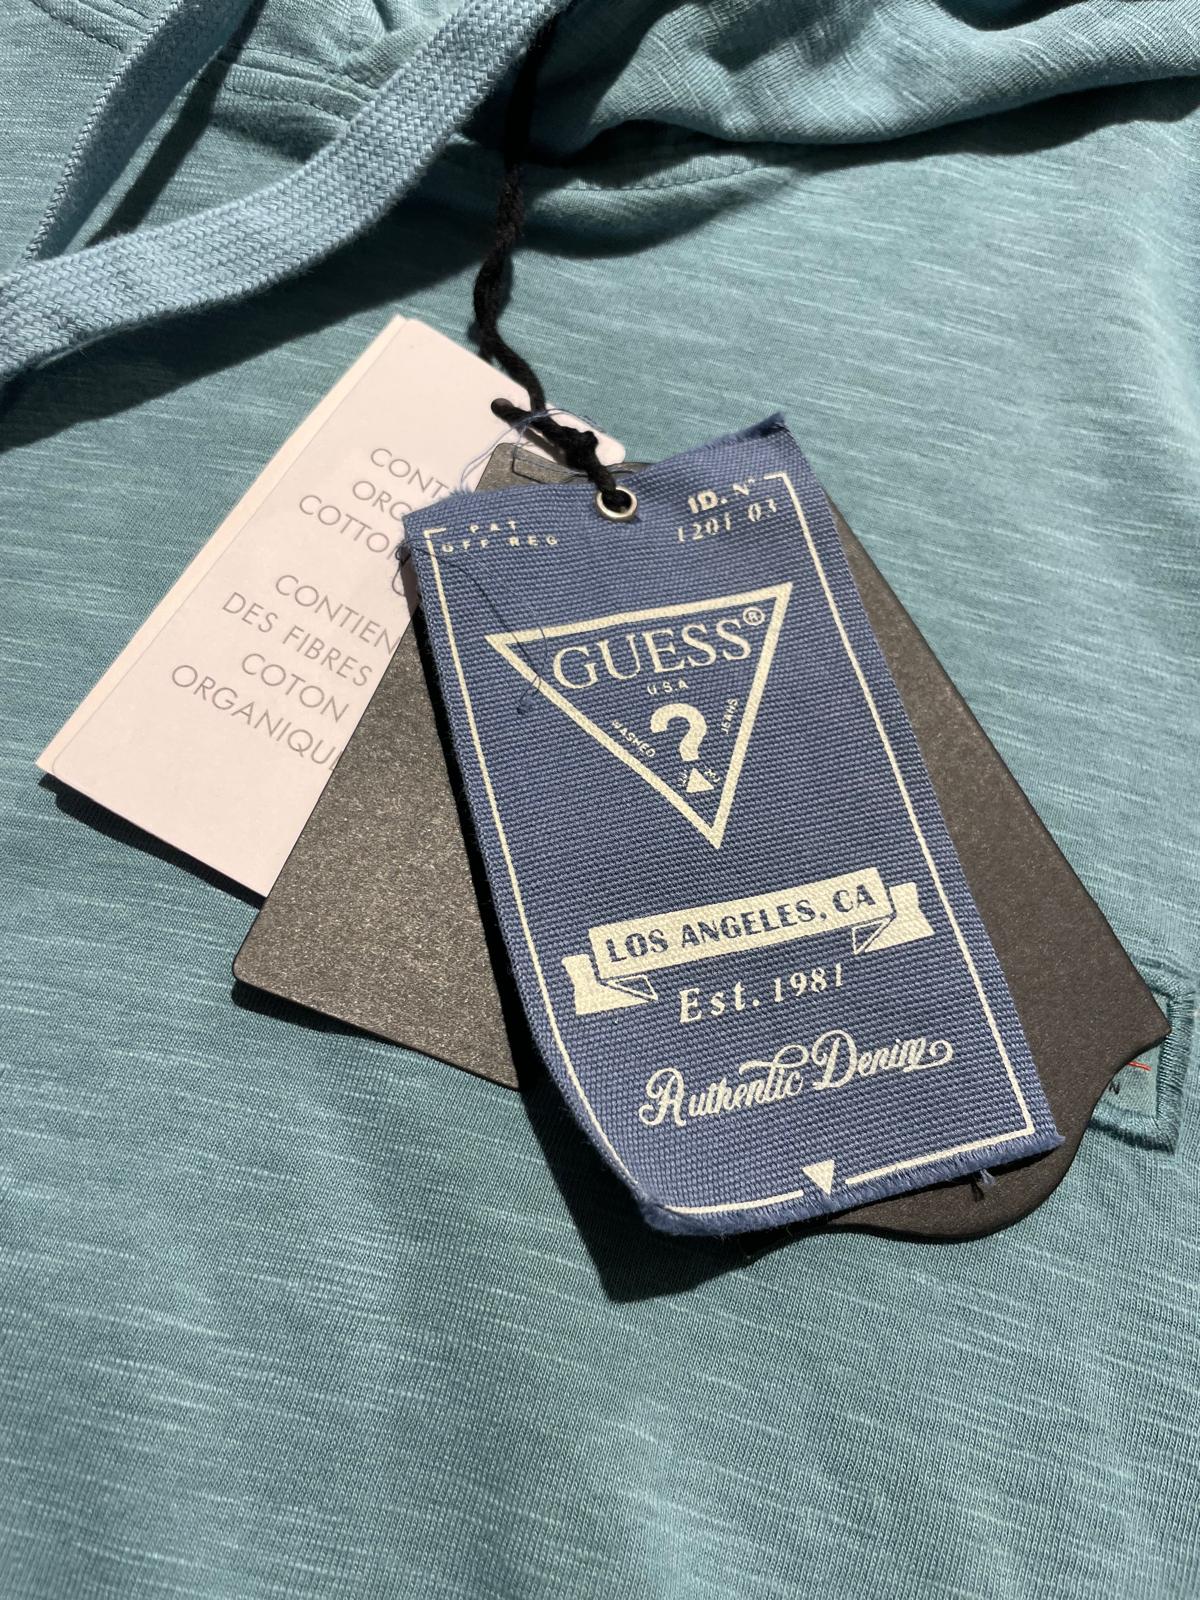 CONT
ORG
COTTO
CONTIEN
DES FIBRES
COTON
ORGANIQU
PAT
OFF REG
ID. N°
1201 03
GUESS®
USA
WASHED
?
JEANS
LOS ANGELES, CA
Est. 1981
Authentic Denim